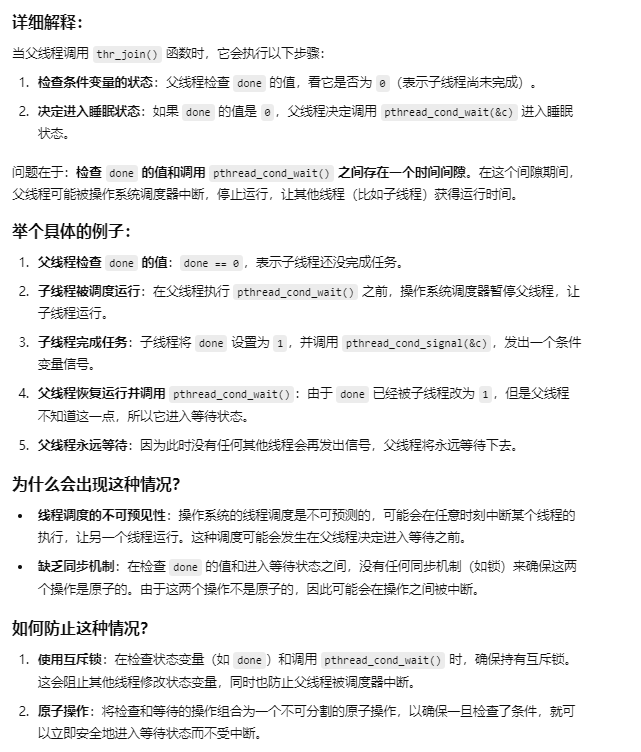 详细解释：
当父线程调用 thr_join() 函数时，它会执行以下步骤：
1. 检查条件变量的状态：父线程检查 done 的值，看它是否为 0（表示子线程尚未完成）。
2. 决定进入睡眠状态：如果 done 的值是 0，父线程决定调用 pthread_cond_wait(&c) 进入睡眠
状态。
问题在于：检查 done 的值和调用 pthread_cond_wait() 之间存在一个时间间隙。在这个间隙期间，
父线程可能被操作系统调度器中断，停止运行，让其他线程（比如子线程）获得运行时间。
举个具体的例子：
1. 父线程检查 done 的值：done == 0，表示子线程还没完成任务。
2. 子线程被调度运行：在父线程执行 pthread_cond_wait() 之前，操作系统调度器暂停父线程，让
子线程运行。
3. 子线程完成任务：子线程将 done 设置为 1，并调用 pthread_cond_signal(&c)，发出一个条件
变量信号。
4. 父线程恢复运行并调用 pthread_cond_wait()：由于 done 已经被子线程改为 1，但是父线程
不知道这一点，所以它进入等待状态。
5. 父线程永远等待：因为此时没有任何其他线程会再发出信号，父线程将永远等待下去。
为什么会出现这种情况？
• 线程调度的不可预见性：操作系统的线程调度是不可预测的，可能会在任意时刻中断某个线程的
执行，让另一个线程运行。这种调度可能会发生在父线程决定进入等待之前。
• 缺乏同步机制：在检查 done 的值和进入等待状态之间，没有任何同步机制（如锁）来确保这两
个操作是原子的。由于这两个操作不是原子的，因此可能会在操作之间被中断。
如何防止这种情况？
1. 使用互斥锁：在检查状态变量（如 done）和调用 pthread_cond_wait() 时，确保持有互斥锁。
这会阻止其他线程修改状态变量，同时也防止父线程被调度器中断。
2. 原子操作：将检查和等待的操作组合为一个不可分割的原子操作，以确保一旦检查了条件，就可
以立即安全地进入等待状态而不受中断。